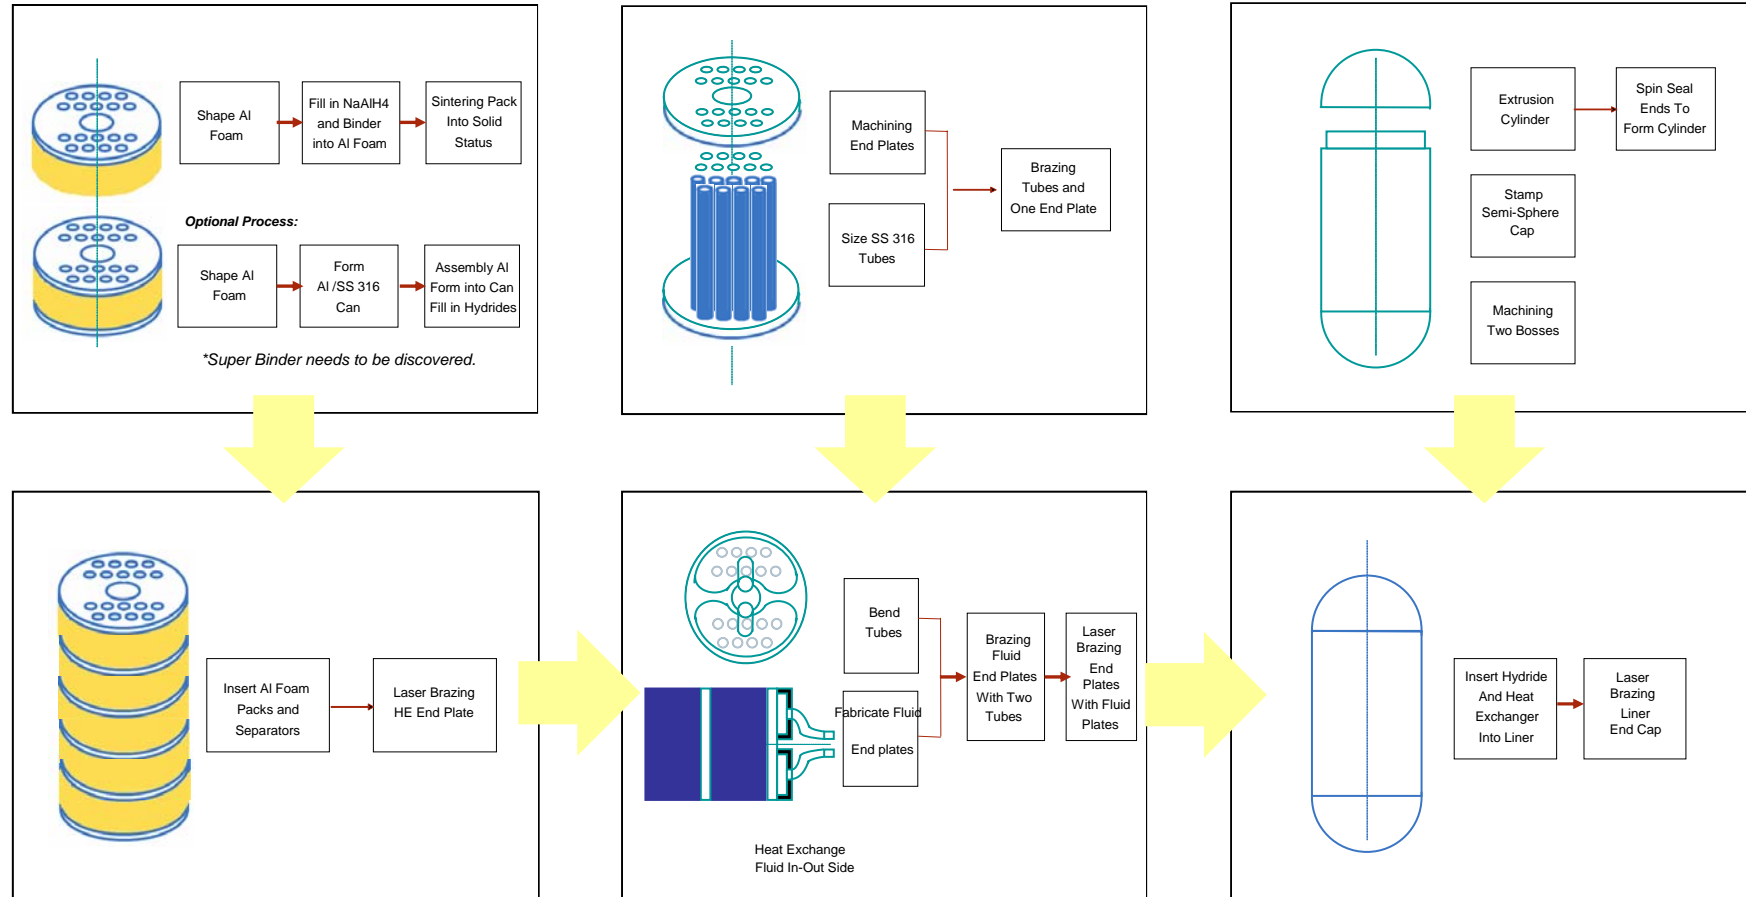 Shape Al
Foam
Fill in NaAlH4
and Binder
into Al Foam
Sintering Pack
Into Solid
Status
Optional Process:
Shape Al
Foam
Form
Al /SS 316
Can
Assembly Al
Form into Can
Fill in Hydrides
*Super Binder needs to be discovered.
Machining
End Plates
Size SS 316
Tubes
Brazing
Tubes and
One End Plate
Extrusion
Cylinder
Spin Seal
Ends To
Form Cylinder
Stamp
Semi-Sphere
Cap
Machining
Two Bosses
Insert Al Foam
Packs and
Separators
Laser Brazing
HE End Plate
Bend
Tubes
Fabricate Fluid
End plates
Brazing
Fluid
End Plates
With Two
Tubes
Laser
Brazing
End
Plates
With Fluid
Plates
Heat Exchange
Fluid In-Out Side
Insert Hydride
And Heat
Exchanger
Into Liner
Laser
Brazing
Liner
End Cap